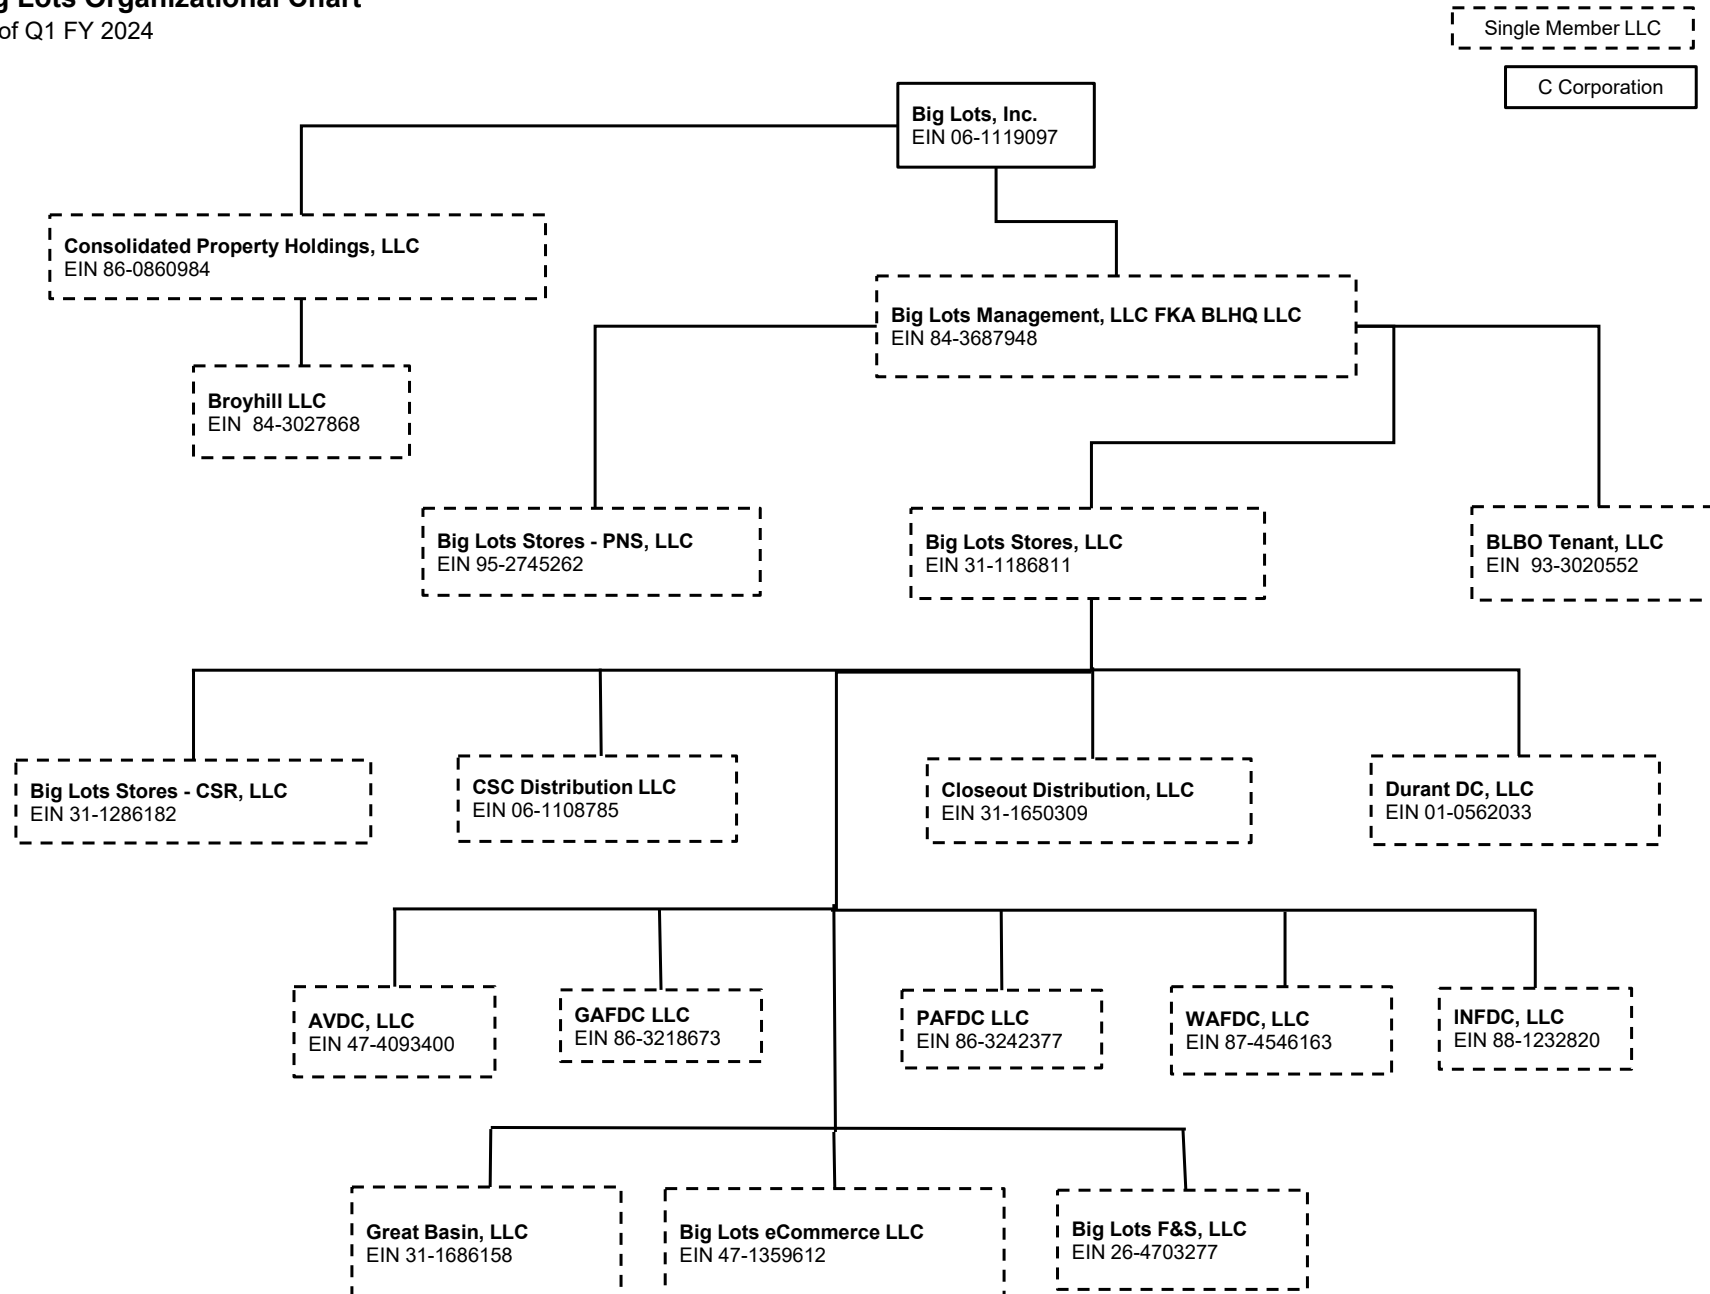 g Lots Organizational Chart
of Q1 FY 2024
Single Member LLC
C Corporation
Big Lots, Inc.
EIN 06-1119097
Consolidated Property Holdings, LLC
EIN 86-0860984
Big Lots Management, LLC FKA BLHQ LLC
EIN 84-3687948
Broyhill LLC
EIN  84-3027868
Big Lots Stores - PNS, LLC
EIN 95-2745262
Big Lots Stores, LLC
EIN 31-1186811
BLBO Tenant, LLC
EIN  93-3020552
Big Lots Stores - CSR, LLC
EIN 31-1286182
CSC Distribution LLC
EIN 06-1108785
Closeout Distribution, LLC
EIN 31-1650309
Durant DC, LLC
EIN 01-0562033
AVDC, LLC
EIN 47-4093400
GAFDC LLC
EIN 86-3218673
PAFDC LLC
EIN 86-3242377
WAFDC, LLC
EIN 87-4546163
INFDC, LLC
EIN 88-1232820
Great Basin, LLC
EIN 31-1686158
Big Lots eCommerce LLC
EIN 47-1359612
Big Lots F&S, LLC
EIN 26-4703277